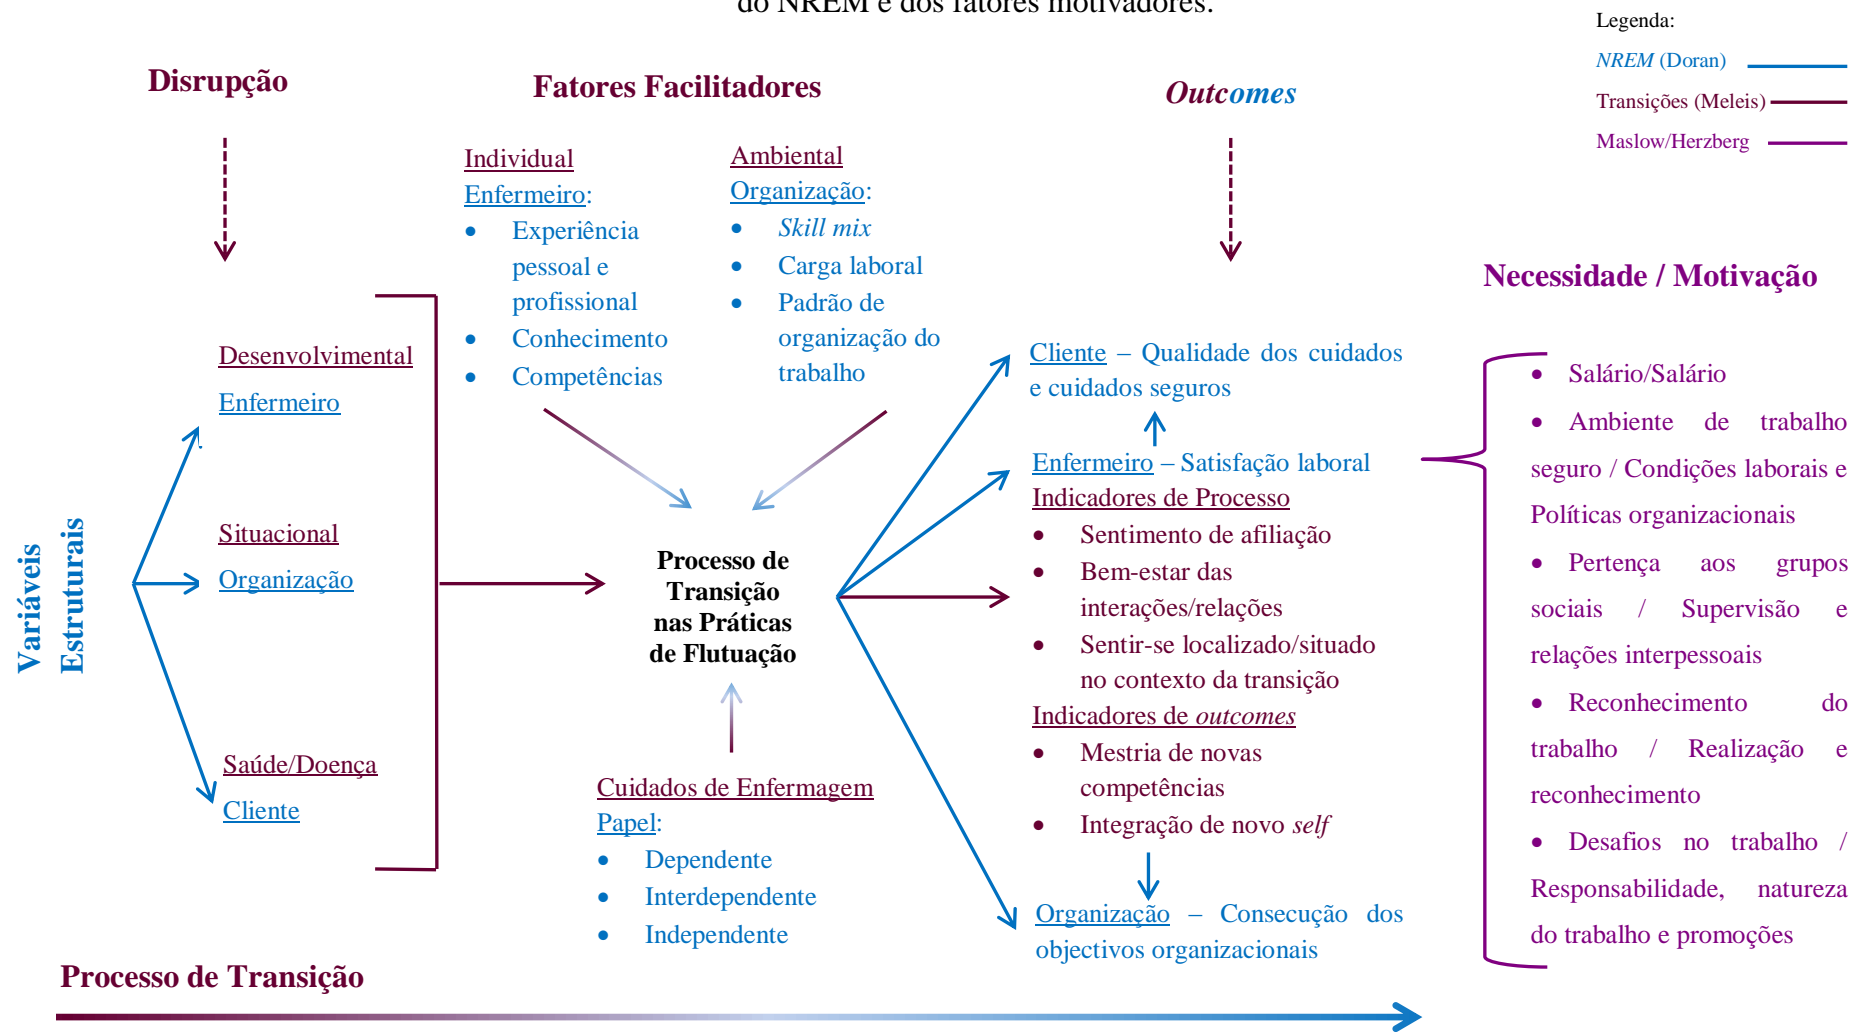 do NREM e dos fatores motivadores.
Legenda:
NREM (Doran)
Transições (Meleis)
Maslow/Herzberg
Disrupção
Fatores Facilitadores
Outcomes
Individual
Enfermeiro:
• Experiência
pessoal e
profissional
• Conhecimento
• Competências
Ambiental
Organização:
• Skill mix
• Carga laboral
• Padrão de
organização do
trabalho
Necessidade / Motivação
Variáveis
Estruturais
Desenvolvimental
Enfermeiro
Situacional
Organização
Saúde/Doença
Cliente
Processo de
Transição
nas Práticas
de Flutuação
Cuidados de Enfermagem
Papel:
• Dependente
• Interdependente
• Independente
Cliente – Qualidade dos cuidados
e cuidados seguros
Enfermeiro – Satisfação laboral
Indicadores de Processo
• Sentimento de afiliação
• Bem-estar das
interações/relações
• Sentir-se localizado/situado
no contexto da transição
Indicadores de outcomes
• Mestria de novas
competências
• Integração de novo self
Organização – Consecução dos
objectivos organizacionais
• Salário/Salário
• Ambiente de trabalho
seguro / Condições laborais e
Políticas organizacionais
• Pertença aos grupos
sociais / Supervisão e
relações interpessoais
• Reconhecimento do
trabalho / Realização e
reconhecimento
• Desafios no trabalho /
Responsabilidade, natureza
do trabalho e promoções
Processo de Transição